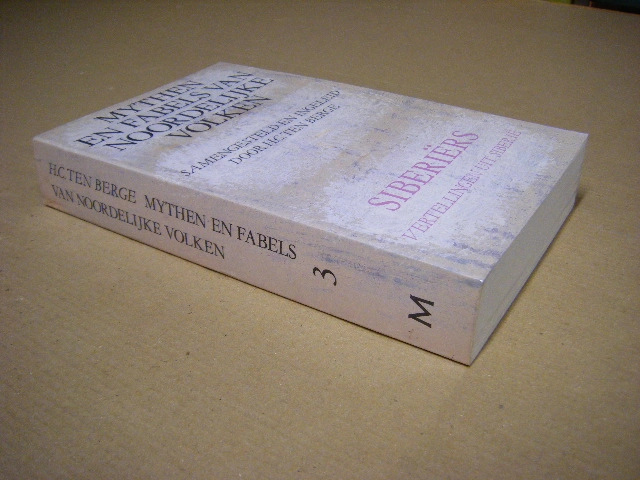 MYTHEN
EN FABELS VAN
NOORDELIJKE
VOLKEN
SAMENGESTELD EN INGELEID
DOOR H.C. TEN BERGE
SIBERIËRS
VERTELLINGEN UIT SIBERIË
H.C. TEN BERGE MYTHEN EN FABELS
VAN NOORDELIJKE VOLKEN
3
M